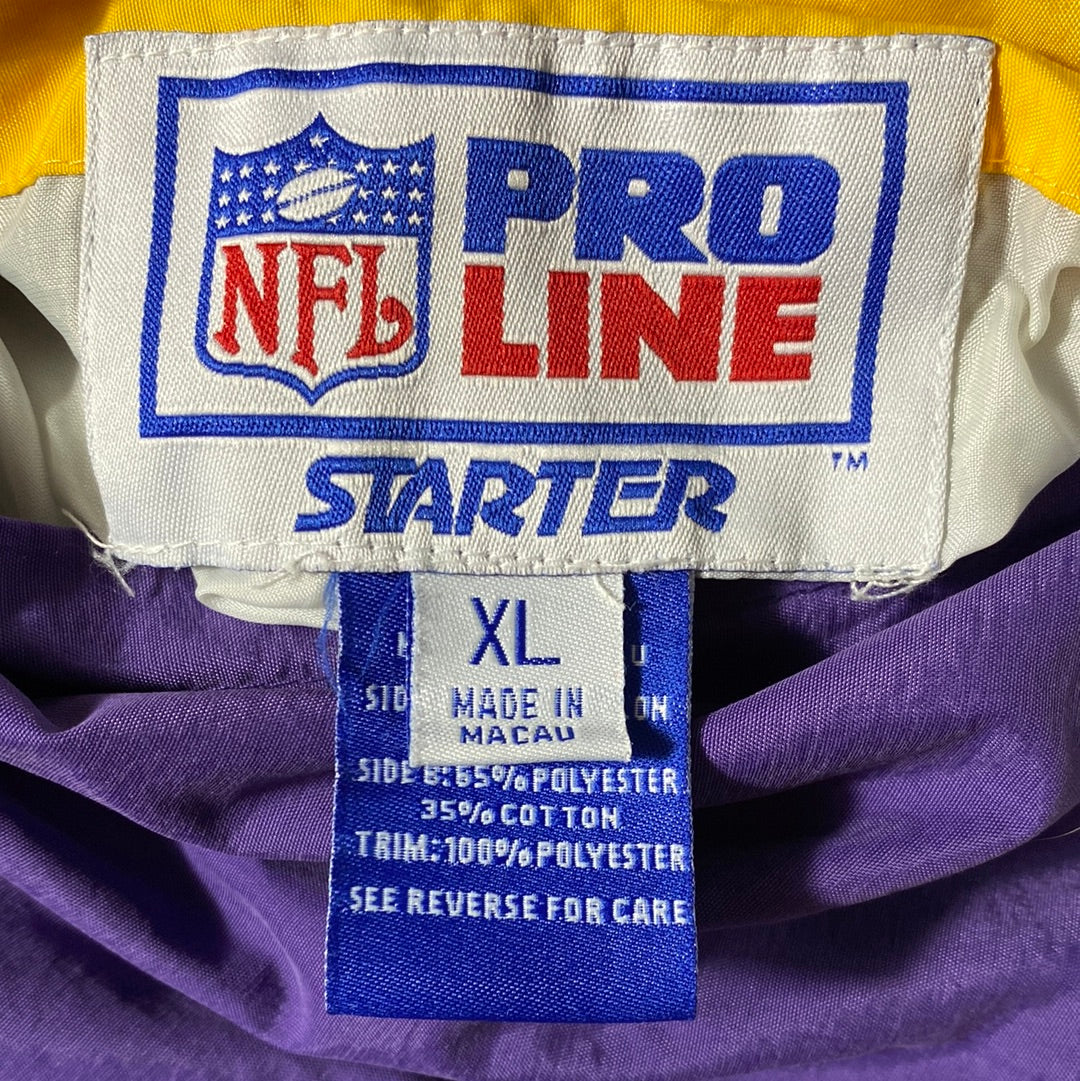 NFL
PRO
LINE
TM
STARTER
XL
MADE IN
MACAU
SIDE B: 65% POLYESTER
35% COTTON
TRIM: 100% POLYESTER
SEE REVERSE FOR CARE